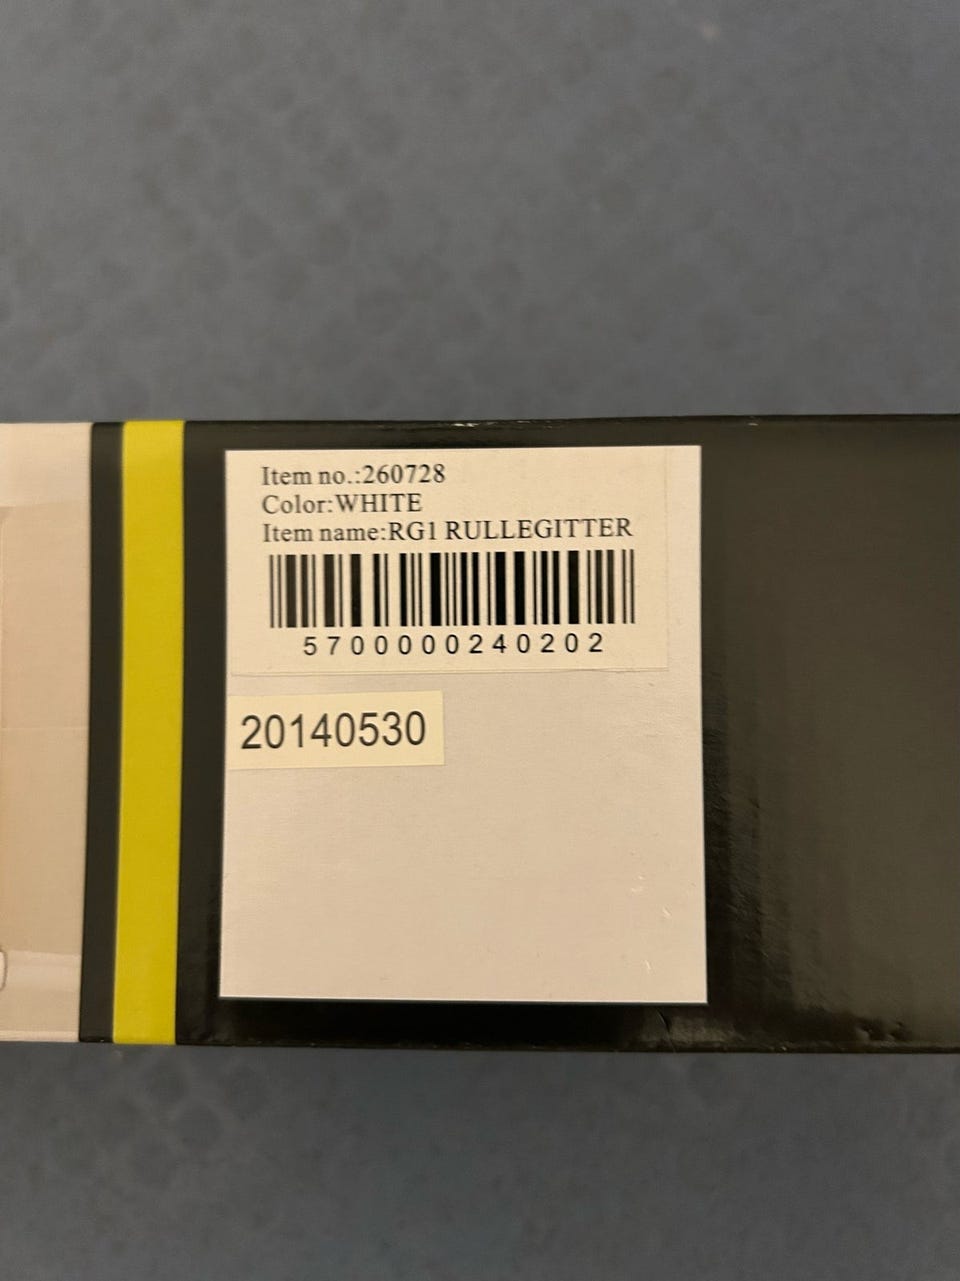 Item no.:260728
Color:WHITE
Item name:RG1 RULLEGITTER
5700000240202
20140530